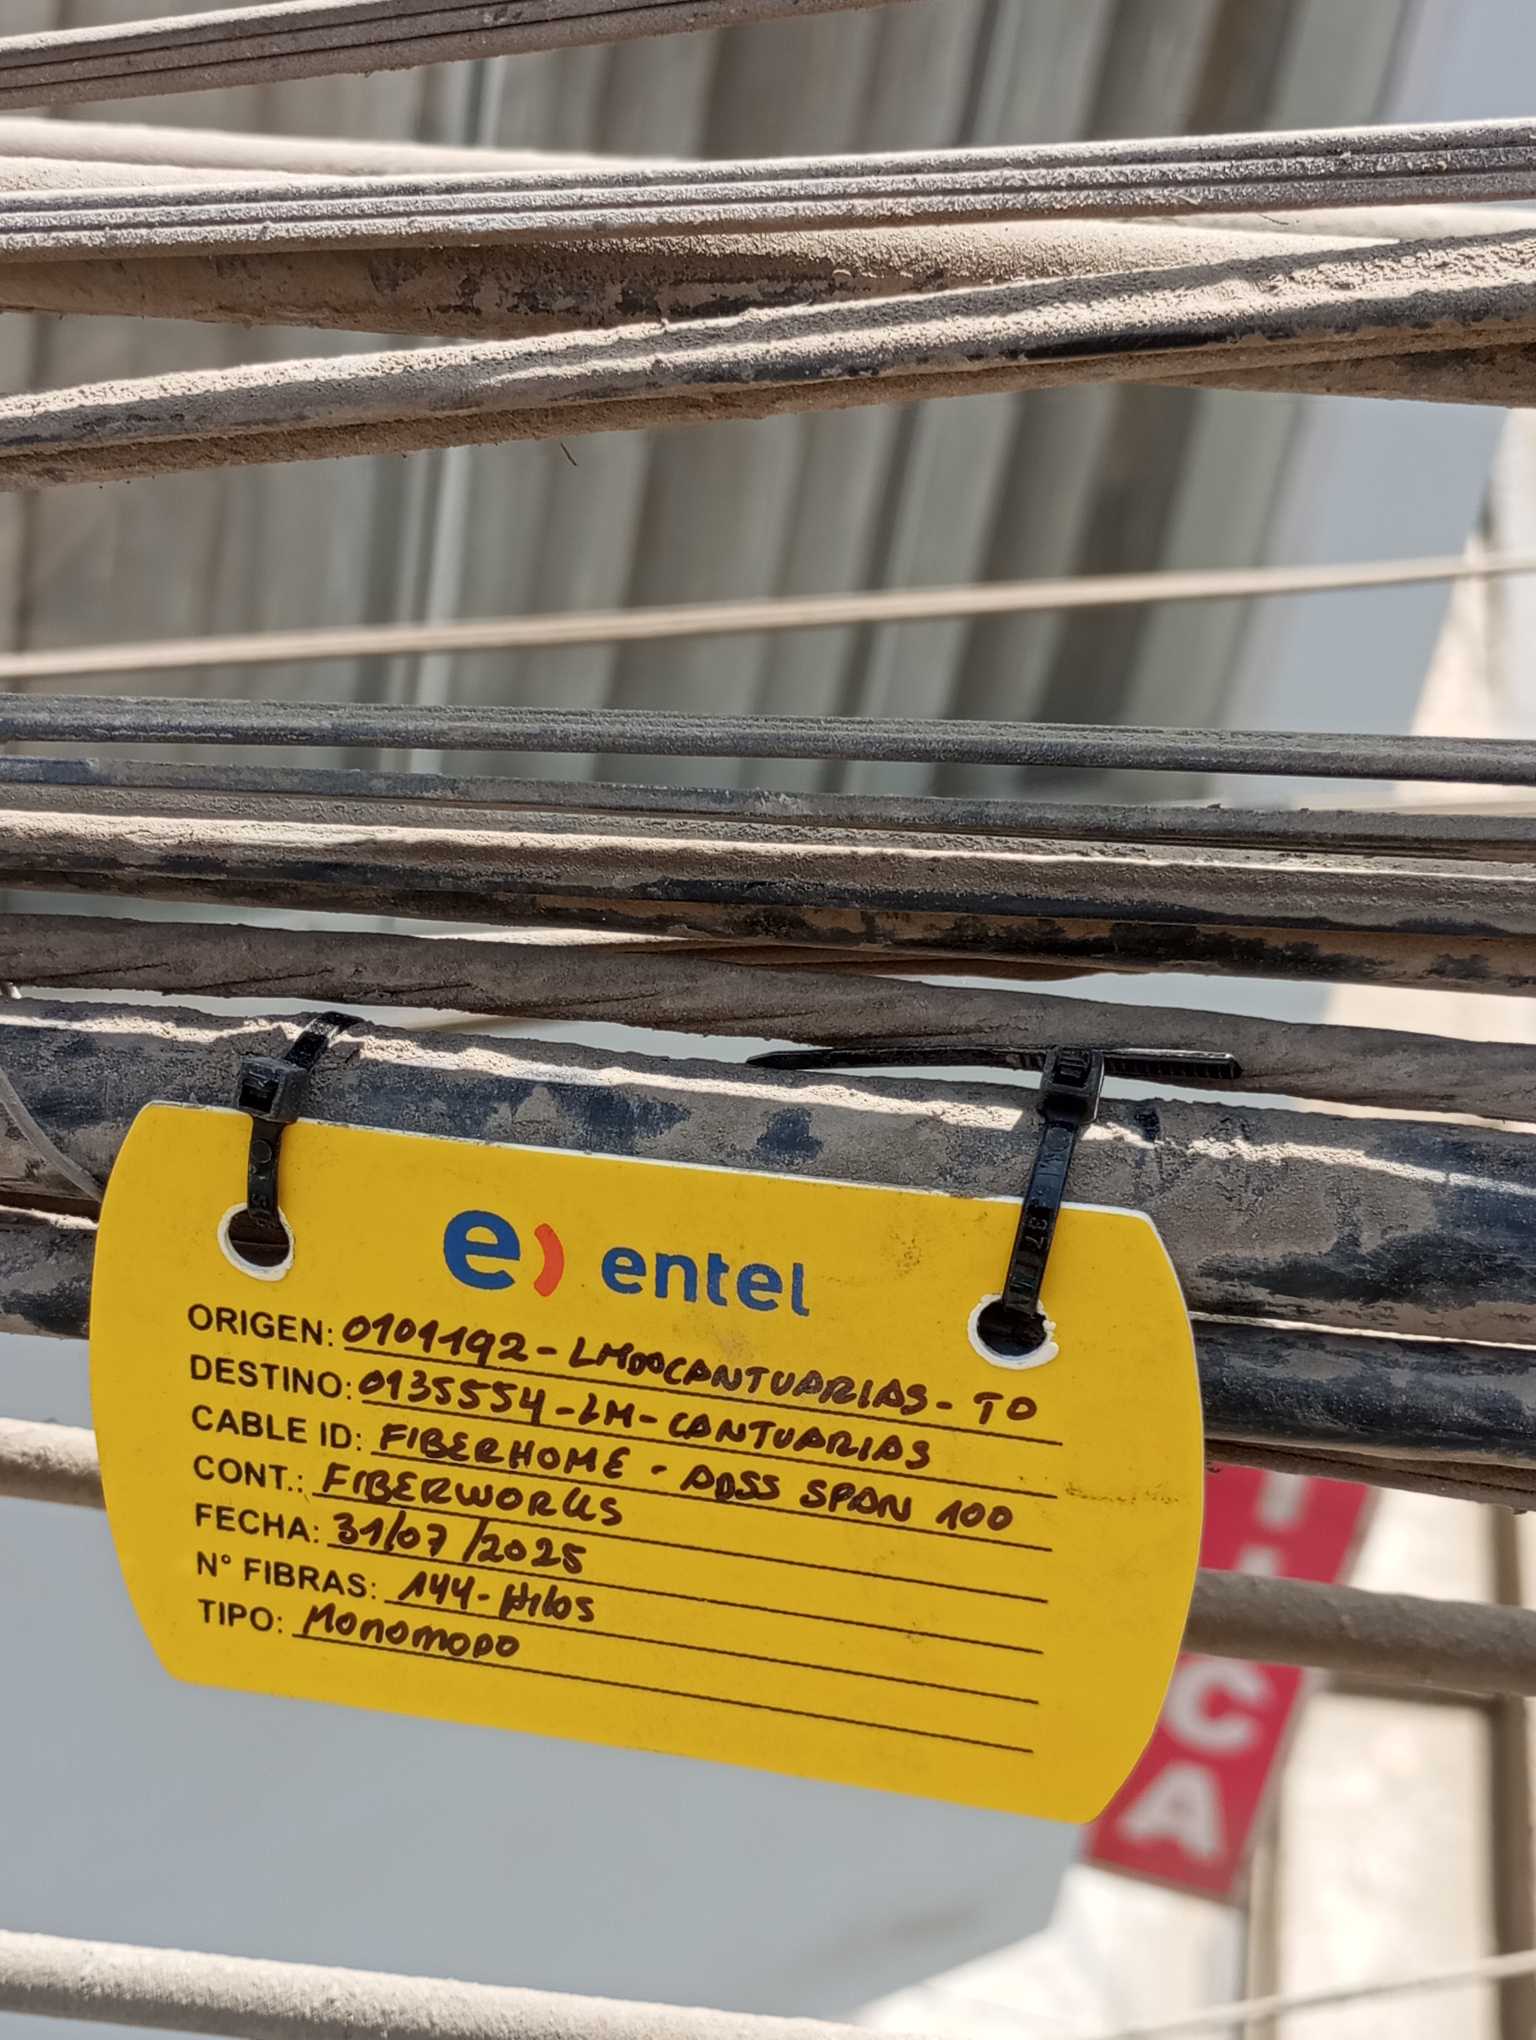 e) entel
ORIGEN: 0101192-LMDOCANTUARIAS-TO
DESTINO: 0135554-LM-CANTUARIAS
CABLE ID: FIBERHOME - ADSS SPAN 100
CONT.: FIBERWORKS
FECHA: 31/07/2025
N° FIBRAS: 144-Hilos
TIPO: Monomodo
C
A